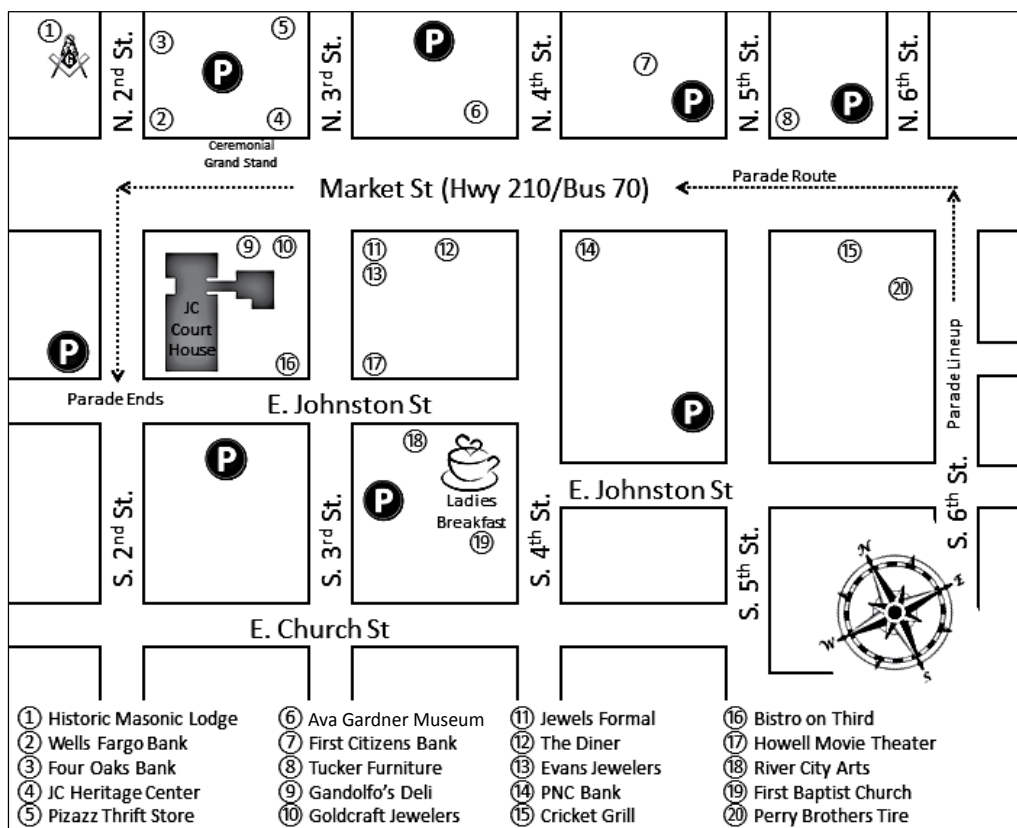 ①
⑤
③
P
P
⑦
P
P
⑥
②
④
⑧
G
N. 2nd St.
N. 3rd St.
N. 4th St.
N. 5th St.
N. 6th St.
Ceremonial
Grand Stand
Market St (Hwy 210/Bus 70)
Parade Route
⑨
⑩
⑪
⑫
⑬
⑭
⑮
⑳
JC
Court
House
P
⑯
⑰
P
Parade Lineup
Parade Ends
E. Johnston St
P
⑱
P
Ladies
Breakfast
⑲
E. Johnston St
S. 2nd St.
S. 3rd St.
S. 4th St.
S. 5th St.
S. 6th St.
N
E
W
S
E. Church St
① Historic Masonic Lodge
② Wells Fargo Bank
③ Four Oaks Bank
④ JC Heritage Center
⑤ Pizazz Thrift Store
⑥ Ava Gardner Museum
⑦ First Citizens Bank
⑧ Tucker Furniture
⑨ Gandolfo's Deli
⑩ Goldcraft Jewelers
⑪ Jewels Formal
⑫ The Diner
⑬ Evans Jewelers
⑭ PNC Bank
⑮ Cricket Grill
⑯ Bistro on Third
⑰ Howell Movie Theater
⑱ River City Arts
⑲ First Baptist Church
⑳ Perry Brothers Tire